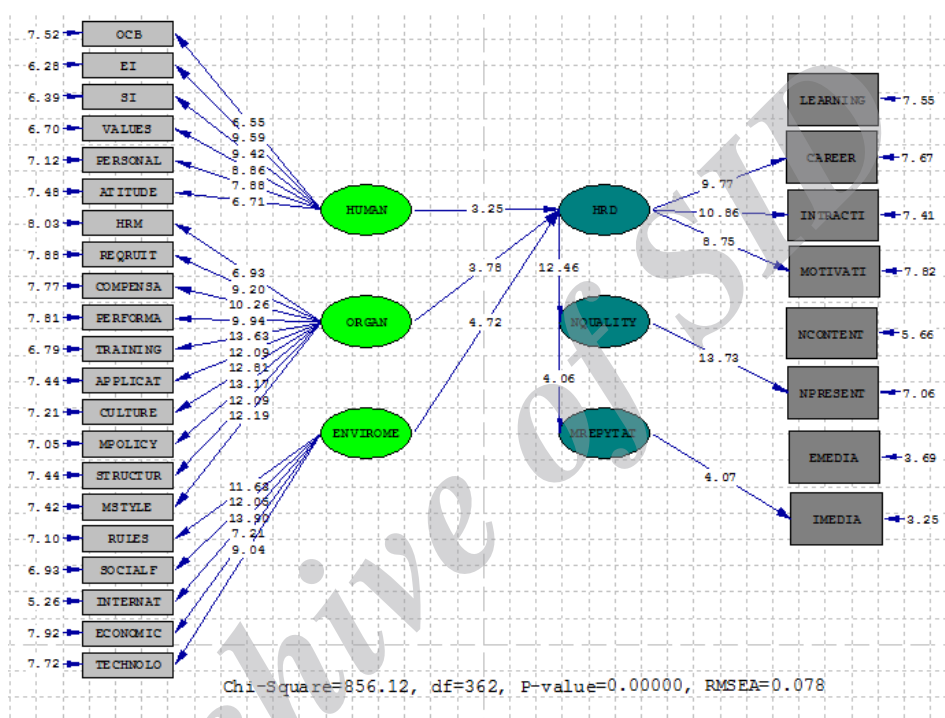 7.52 OCB
6.28 EI
6.39 SI
6.70 VALUES
7.12 PERSONAL
7.48 ATITUDE
8.03 HRM
7.88 REQRUIT
7.77 COMPENSA
7.81 PERFORMA
6.79 TRAINING
7.44 APPLICAT
7.21 CULTURE
7.05 MPOLICY
7.44 STRUCTUR
7.42 MSTYLE
7.10 RULES
6.93 SOCIALF
5.26 INTERNAT
7.92 ECONOMIC
7.72 TECHNOLO
6.55
9.59
9.42
8.86
7.88
6.71
6.93
9.20
10.26
9.94
13.63
12.09
12.81
13.17
12.09
12.19
11.63
12.05
13.90
7.21
9.04
HUMAN
ORGAN
ENVIROME
3.25
3.78
4.72
HRD
12.46
NQUALITY
4.06
MREPYTAT
9.77
10.86
8.75
13.73
4.07
LEARNING 7.55
CAREER 7.67
INTRACTI 7.41
MOTIVATI 7.82
NCONTENT 5.66
NPRESENT 7.06
EMEDIA 3.69
IMEDIA 3.25
Chi-Square=856.12, df=362, P-value=0.00000, RMSEA=0.078
chive of SID